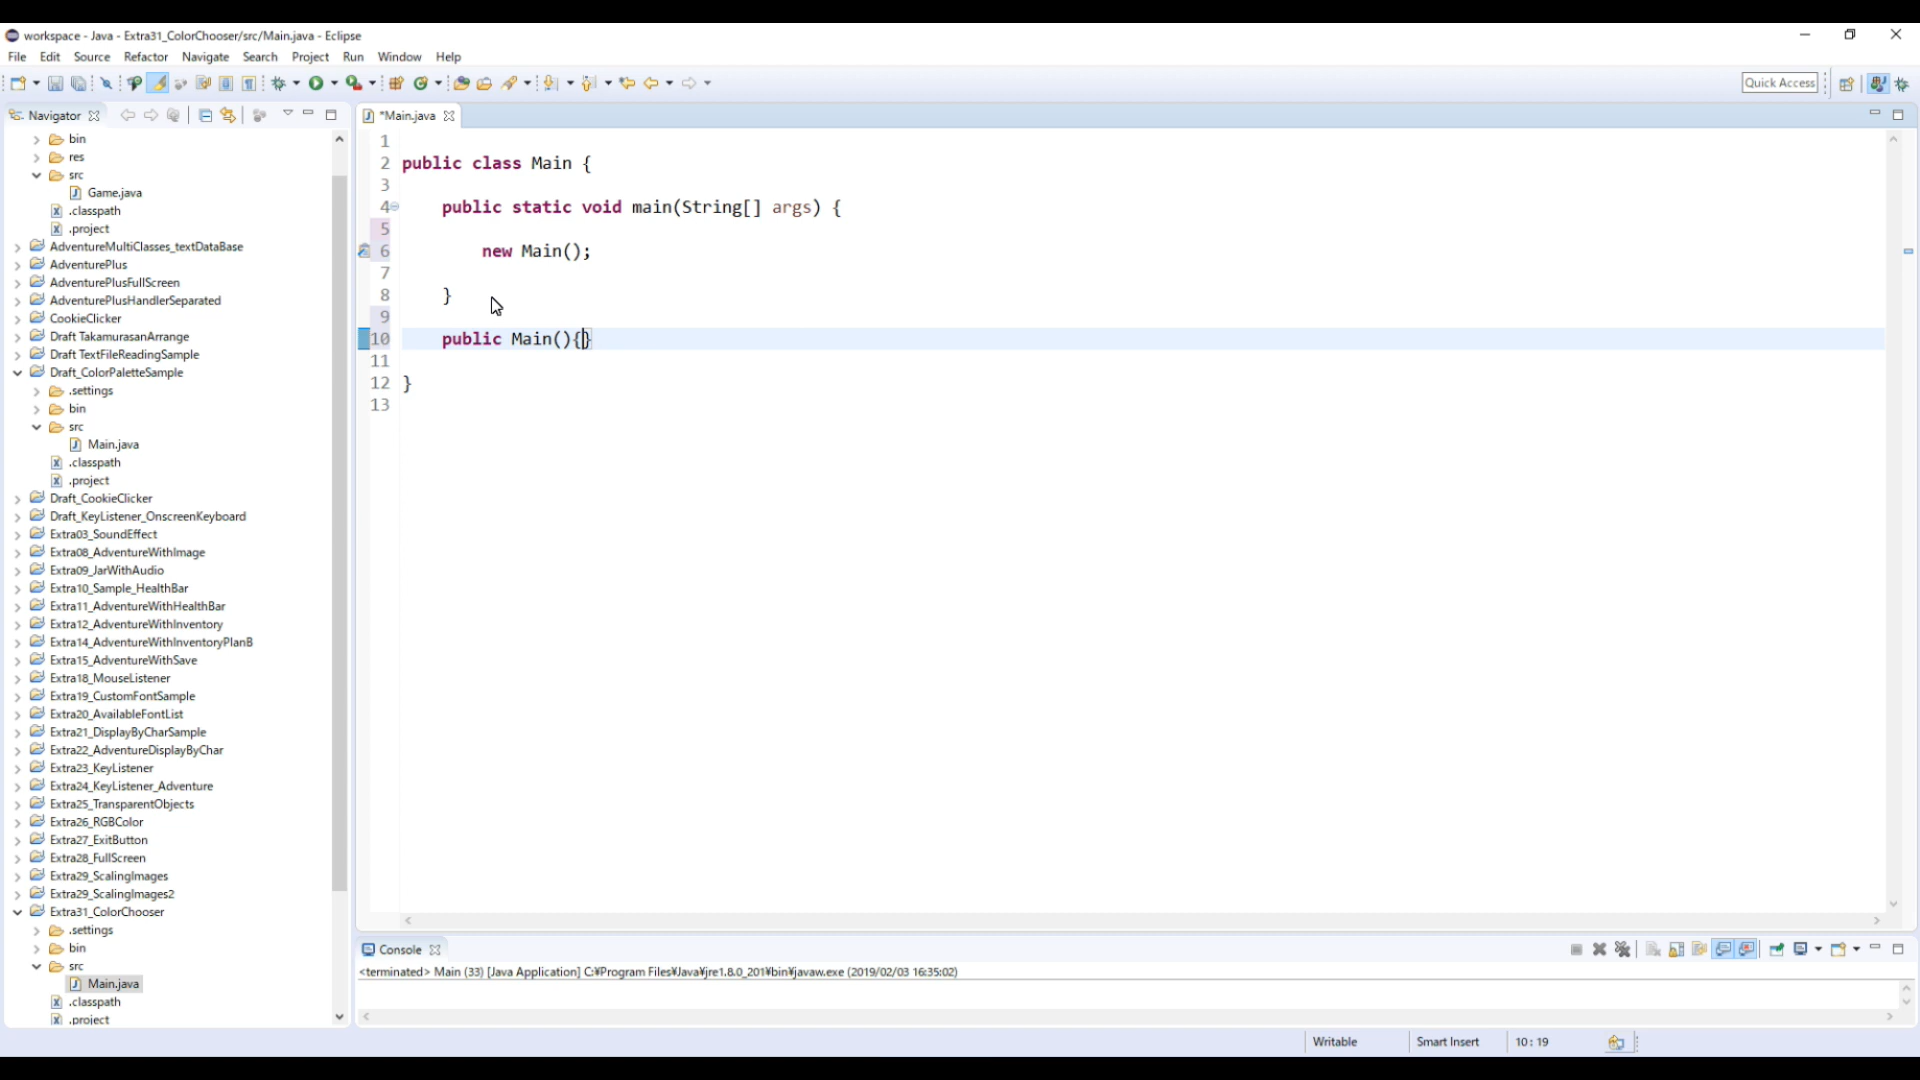 workspace - Java - Extra31_ColorChooser/src/Main.java - Eclipse
File Edit Source Refactor Navigate Search Project Run Window Help
Quick Access
Navigator
bin
res
src
Game.java
.classpath
.project
AdventureMultiClasses_textDataBase
AdventurePlus
AdventurePlusFullScreen
AdventurePlusHandlerSeparated
CookieClicker
Draft TakamurasanArrange
Draft TextFileReadingSample
Draft_ColorPaletteSample
.settings
bin
src
Main.java
.classpath
.project
Draft_CookieClicker
Draft_KeyListener_OnscreenKeyboard
Extra03_SoundEffect
Extra08_AdventureWithImage
Extra09_JarWithAudio
Extra10_Sample_HealthBar
Extra11_AdventureWithHealthBar
Extra12_AdventureWithInventory
Extra14_AdventureWithInventoryPlanB
Extra15_AdventureWithSave
Extra18_MouseListener
Extra19_CustomFontSample
Extra20_AvailableFontList
Extra21_DisplayByCharSample
Extra22_AdventureDisplayByChar
Extra23_KeyListener
Extra24_KeyListener_Adventure
Extra25_TransparentObjects
Extra26_RGBColor
Extra27_ExitButton
Extra28_FullScreen
Extra29_ScalingImages
Extra29_ScalingImages2
Extra31_ColorChooser
.settings
bin
src
Main.java
.classpath
.project
*Main.java
1
2 public class Main {
3
4 public static void main(String[] args) {
5
6 new Main();
7
8 }
9
10 public Main(){}
11
12 }
13
Console
<terminated> Main (33) [Java Application] C:¥Program Files¥Java¥jre1.8.0_201¥bin¥javaw.exe (2019/02/03 16:35:02)
Writable Smart Insert 10 : 19